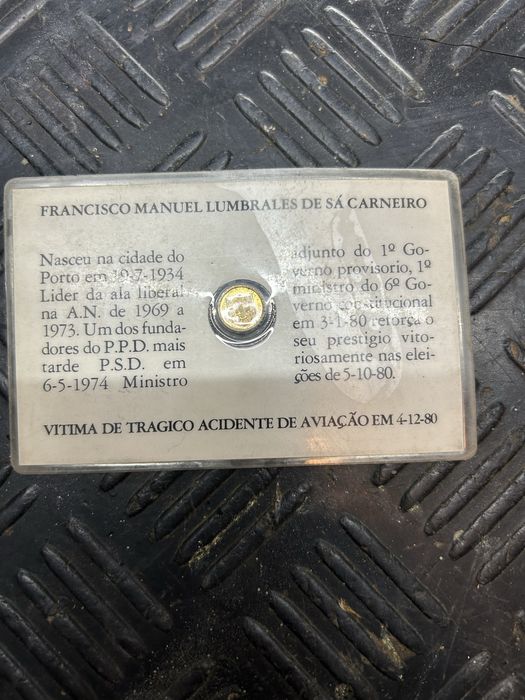 FRANCISCO MANUEL LUMBRALES DE SÁ CARNEIRO
Nasceu na cidade do
Porto em 19-7-1934
Lider da ala liberal
na A.N. de 1969 a
1973. Um dos funda-
dores do P.P.D. mais
tarde P.S.D. em
6-5-1974 Ministro
adjunto do 1º Go-
verno provisorio, 1º
ministro do 6º Go-
verno constitucional
em 3-1-80 reforça o
seu prestigio vito-
riosamente nas elei-
ções de 5-10-80.
VITIMA DE TRAGICO ACIDENTE DE AVIAÇÃO EM 4-12-80